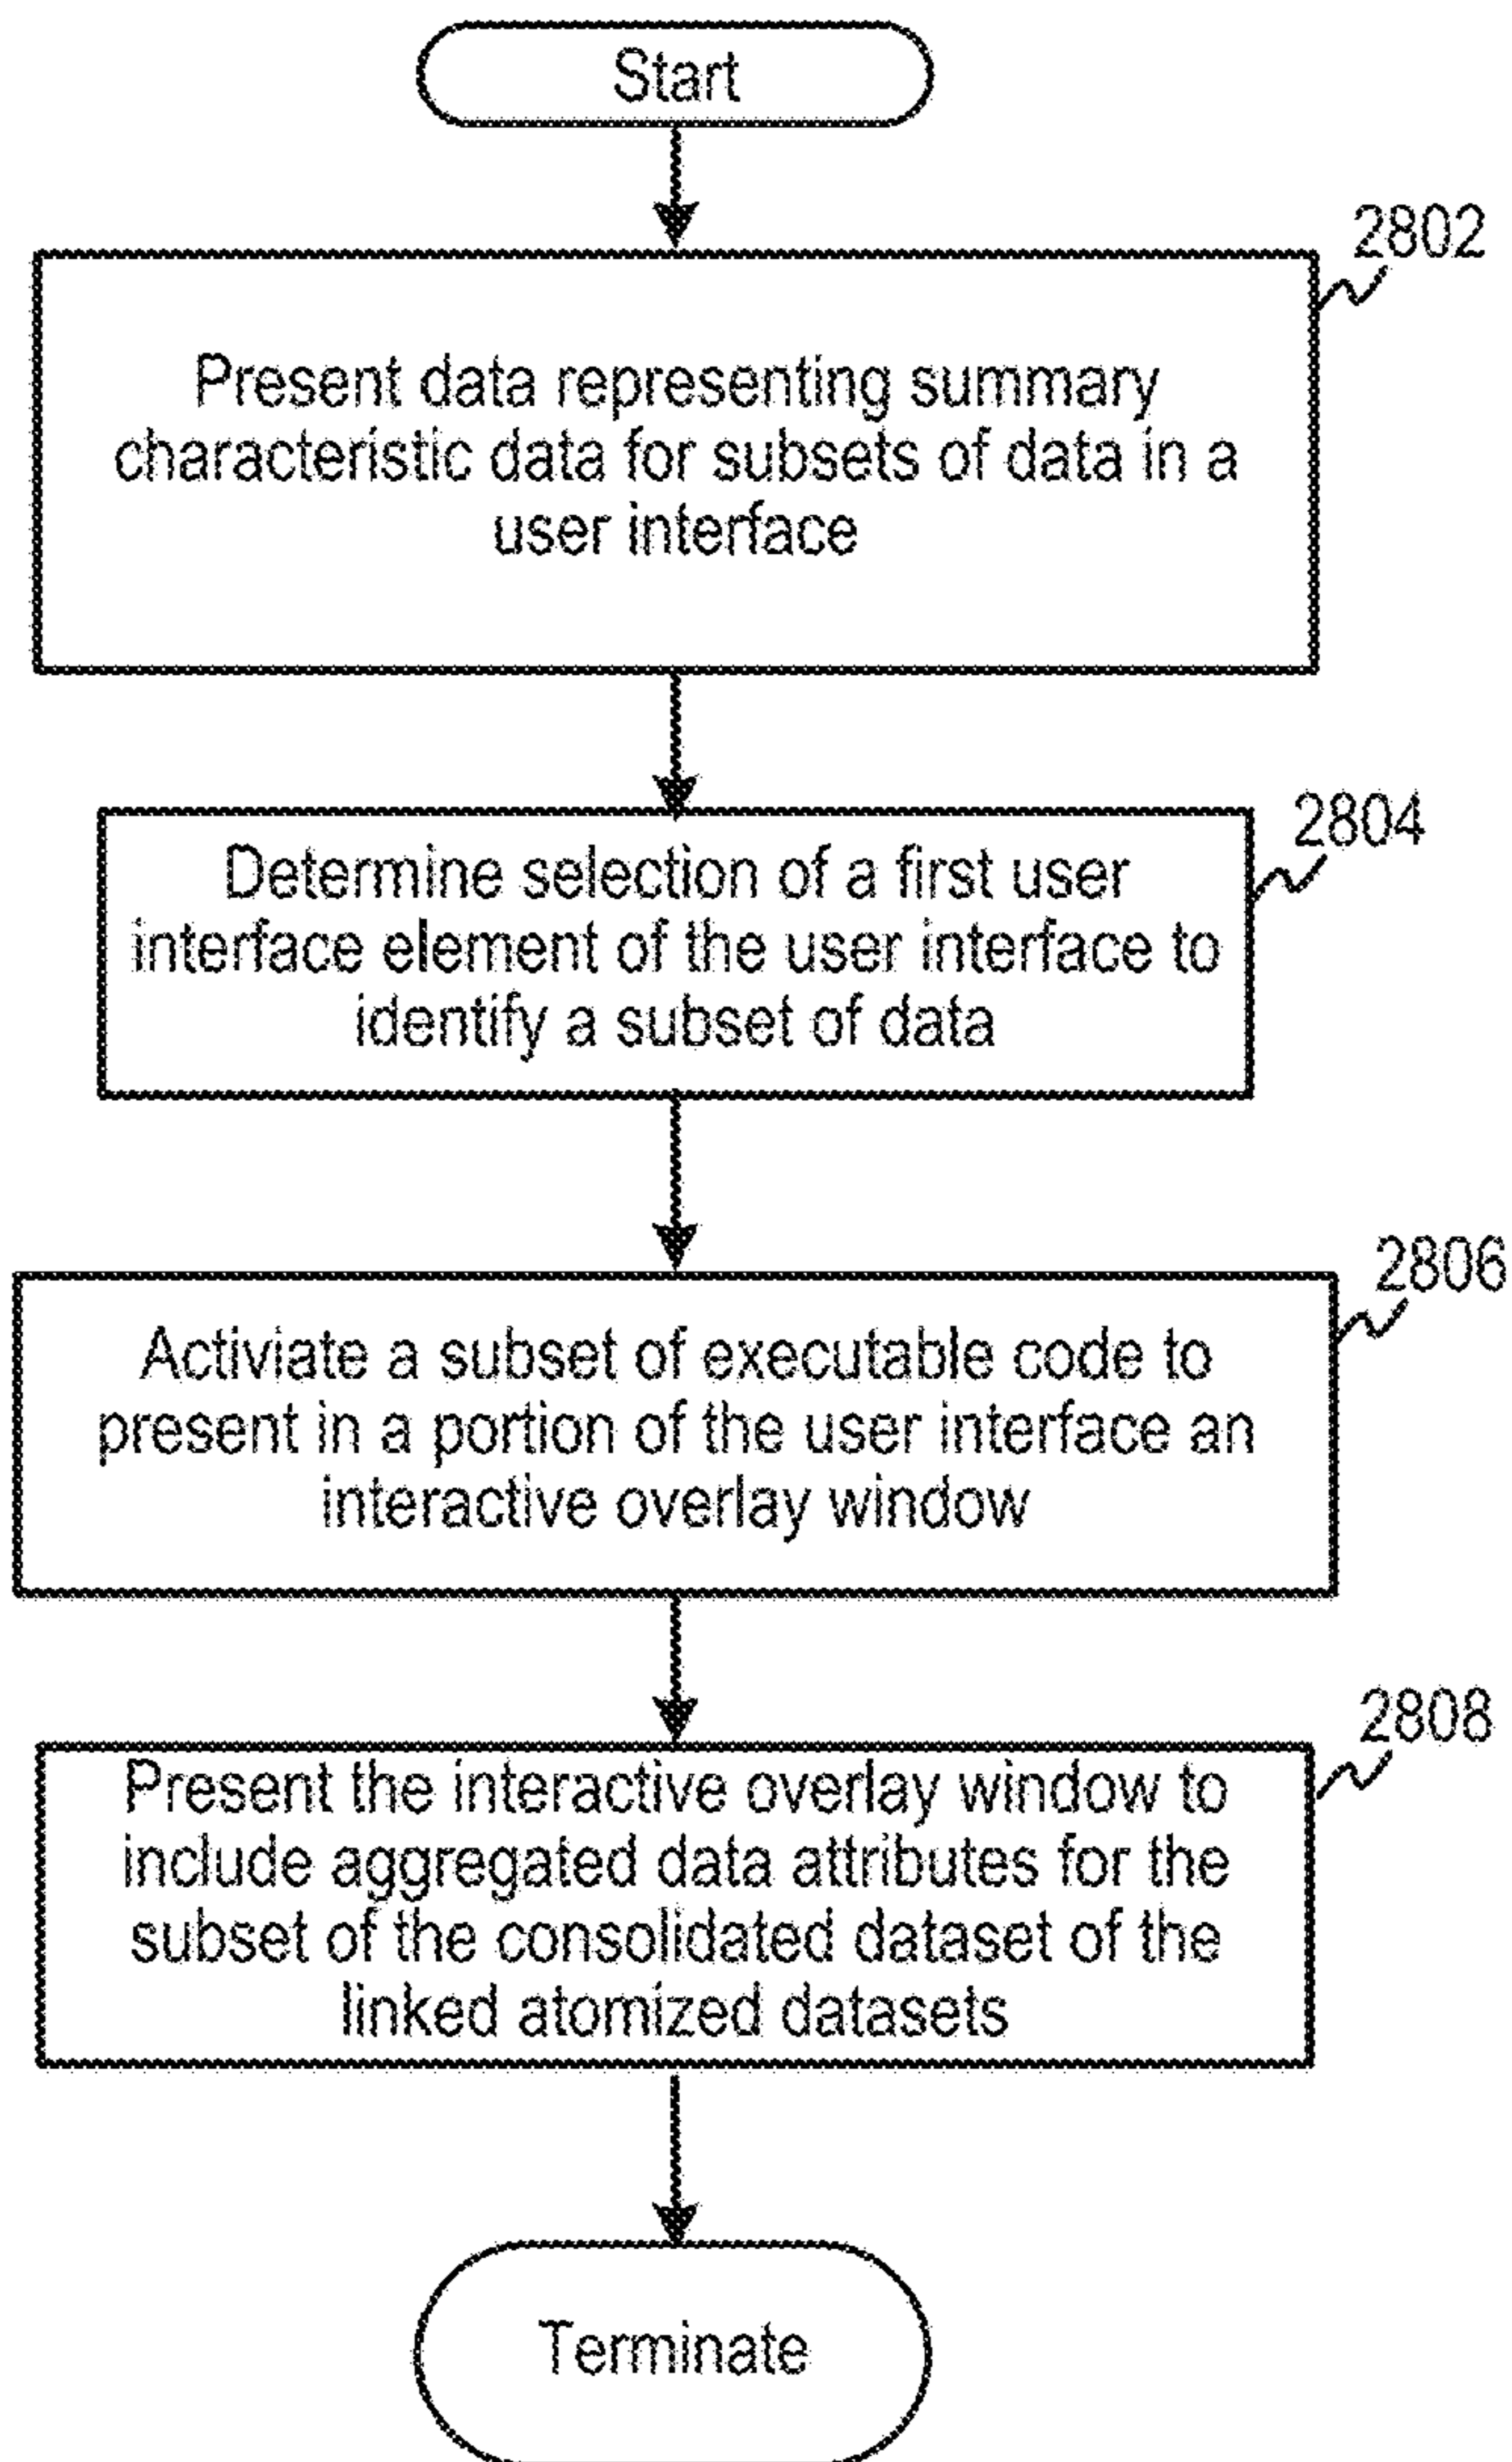 Start
2802
Present data representing summary
characteristic data for subsets of data in a
user interface
2804
Determine selection of a first user
interface element of the user interface to
identify a subset of data
2806
Activiate a subset of executable code to
present in a portion of the user interface an
interactive overlay window
2808
Present the interactive overlay window to
include aggregated data attributes for the
subset of the consolidated dataset of the
linked atomized datasets
Terminate